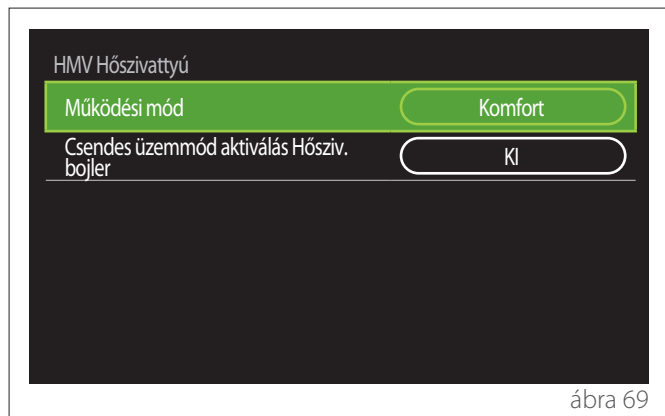 HMV Hőszivattyú
Működési mód
Komfort
Csendes üzemmód aktiválás Hősziv.
bojler
KI
ábra 69